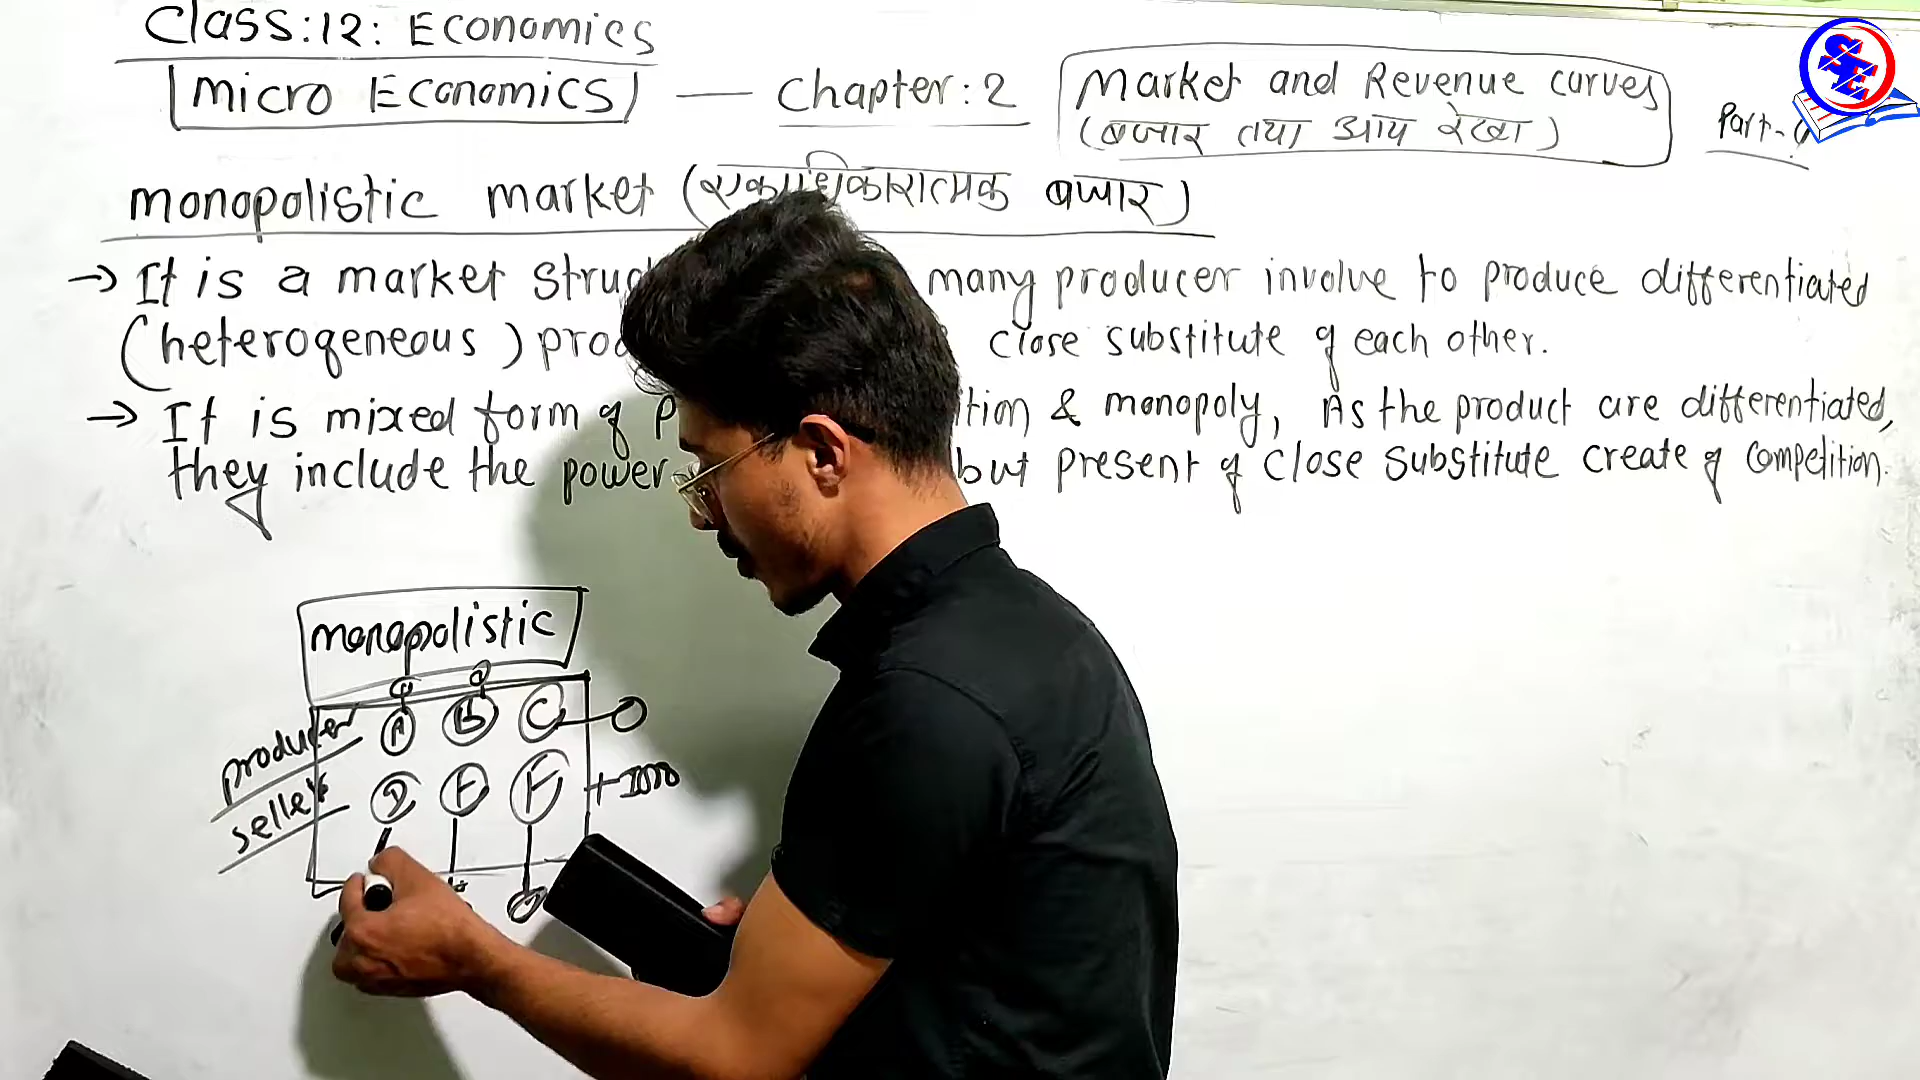 Class:12: Economics
Micro Economics — Chapter:2 Market and Revenue curves
(बजार तथा आय रेखा)
Part-
monopolistic market (एकाधिकारात्मक बजार)
→ It is a market many producer involve to produce differentiated
(heterogeneous) close substitute of each other.
→ It is mixed form of & monopoly, As the product are differentiated,
they include the power but present of close substitute create of competition.
monopolistic
producer A B C
seller D E F